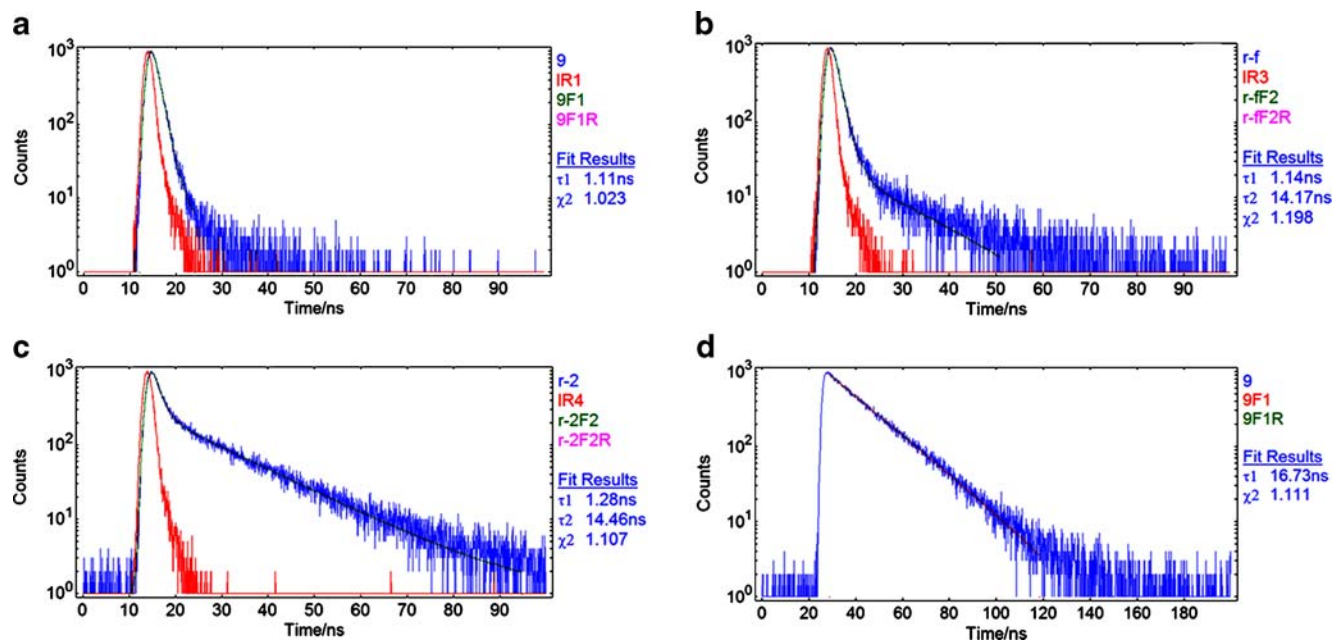 a
10³
10²
10¹
10⁰
Counts
0 10 20 30 40 50 60 70 80 90
Time/ns
9
IR1
9F1
9F1R
Fit Results
τ1 1.11ns
χ2 1.023
b
10³
10²
10¹
10⁰
Counts
0 10 20 30 40 50 60 70 80 90
Time/ns
r-f
IR3
r-fF2
r-fF2R
Fit Results
τ1 1.14ns
τ2 14.17ns
χ2 1.198
c
10³
10²
10¹
10⁰
Counts
0 10 20 30 40 50 60 70 80 90
Time/ns
r-2
IR4
r-2F2
r-2F2R
Fit Results
τ1 1.28ns
τ2 14.46ns
χ2 1.107
d
10³
10²
10¹
10⁰
Counts
0 20 40 60 80 100 120 140 160 180
Time/ns
9
9F1
9F1R
Fit Results
τ1 16.73ns
χ2 1.111